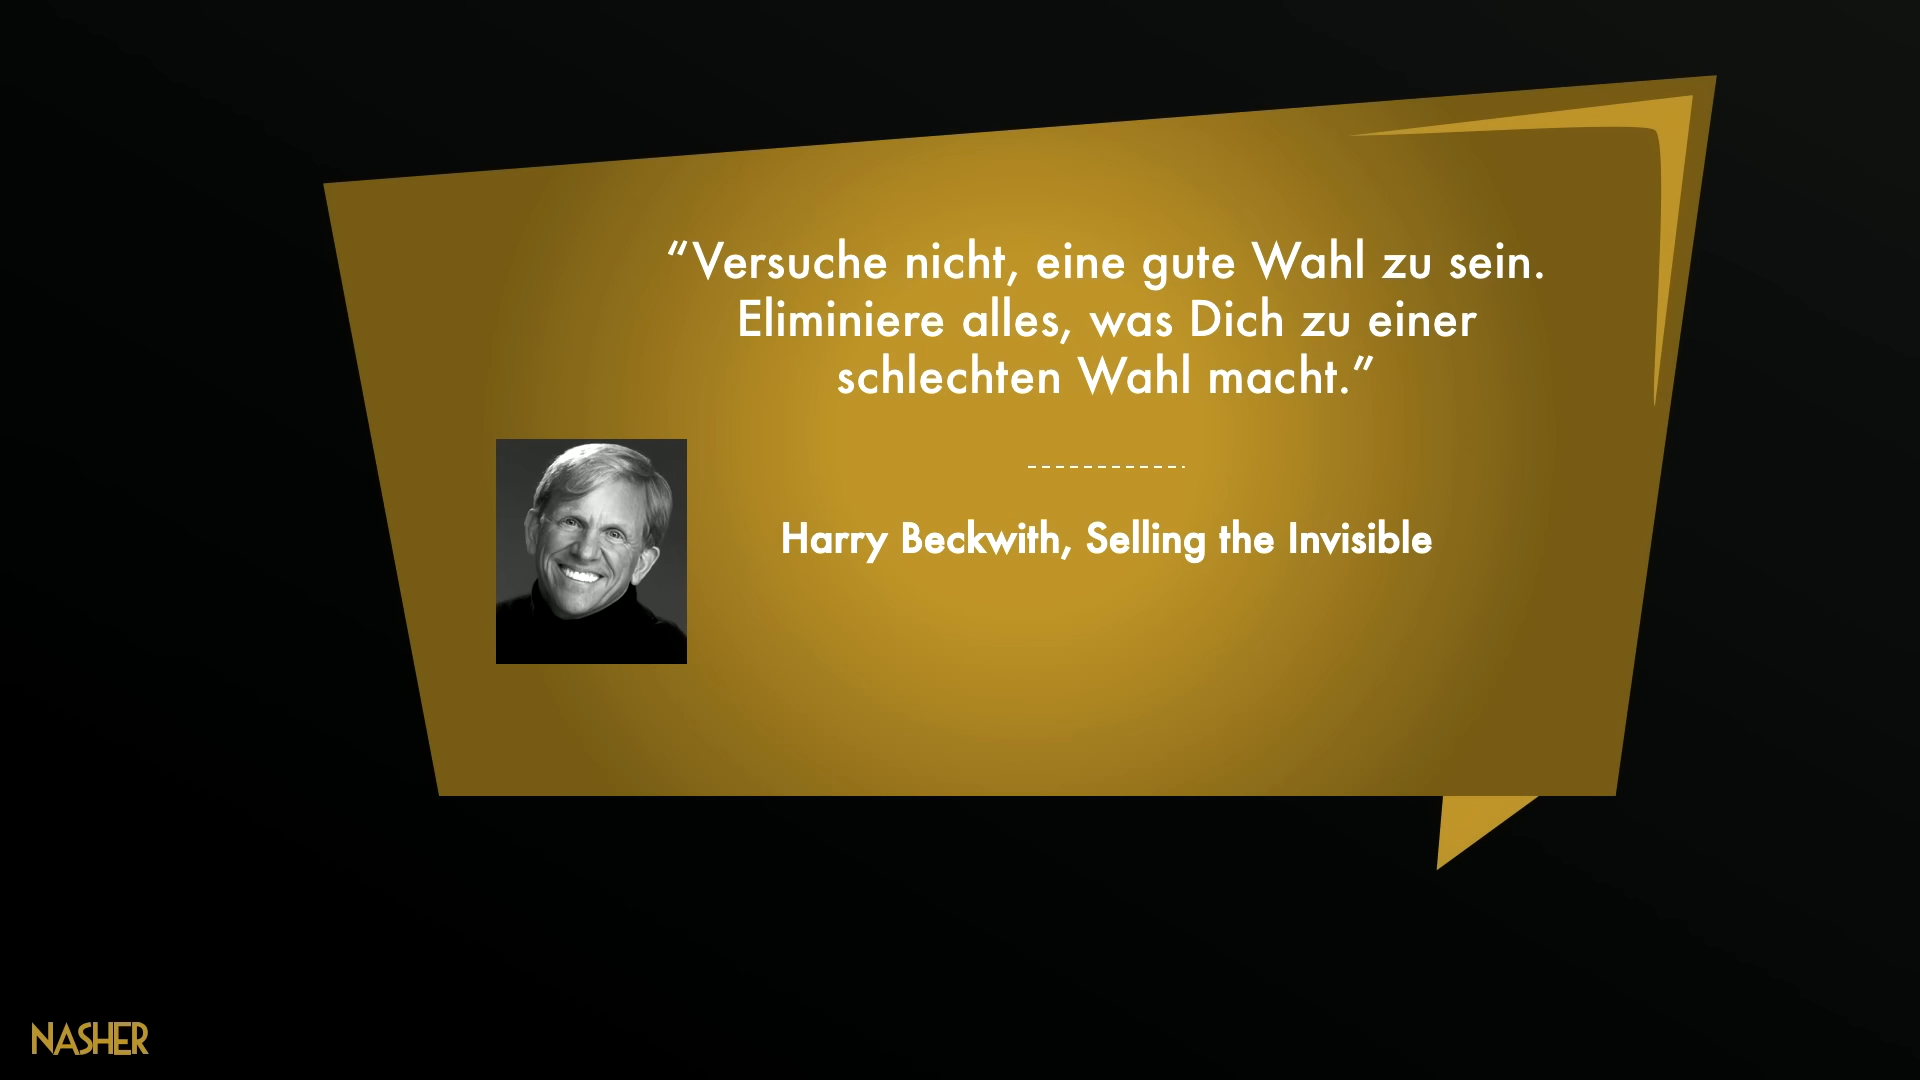 “Versuche nicht, eine gute Wahl zu sein.
Eliminiere alles, was Dich zu einer
schlechten Wahl macht.”
Harry Beckwith, Selling the Invisible
NASHER